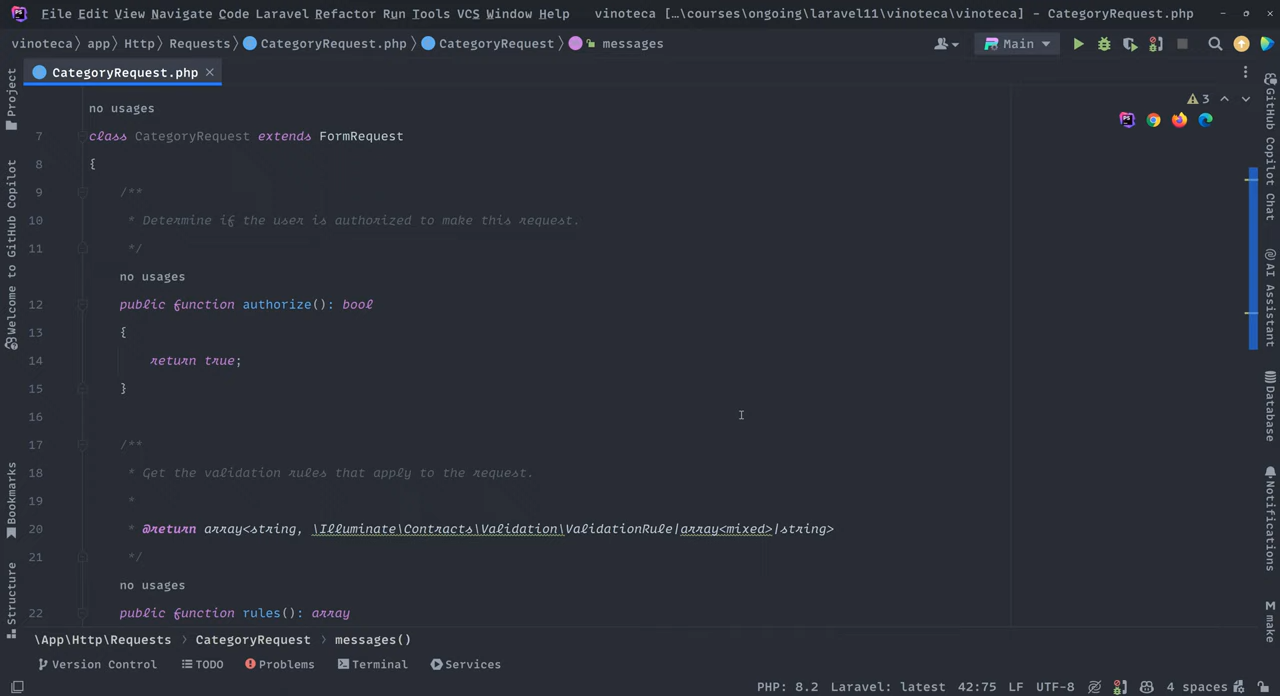 PS File Edit View Navigate Code Laravel Refactor Run Tools VCS Window Help vinoteca […\courses\ongoing\laravel11\vinoteca\vinoteca] - CategoryRequest.php
vinoteca app Http Requests CategoryRequest.php CategoryRequest messages Main
CategoryRequest.php
3
no usages
7 class CategoryRequest extends FormRequest
8 {
9 /**
10 * Determine if the user is authorized to make this request.
11 */
no usages
12 public function authorize(): bool
13 {
14 return true;
15 }
16
17 /**
18 * Get the validation rules that apply to the request.
19 *
20 * @return array<string, \Illuminate\Contracts\Validation\ValidationRule|array<mixed>|string>
21 */
no usages
22 public function rules(): array
\App\Http\Requests › CategoryRequest › messages()
Version Control TODO Problems Terminal Services
PHP: 8.2 Laravel: latest 42:75 LF UTF-8 4 spaces
Project
Welcome to GitHub Copilot
Bookmarks
Structure
GitHub Copilot Chat
AI Assistant
Database
Notifications
M make